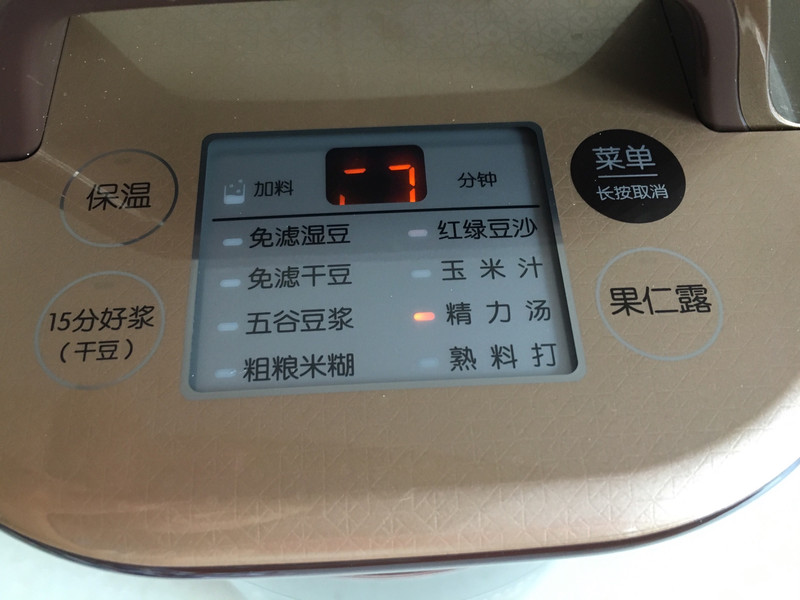 保温
15分好浆
（干豆）
加料
分钟
免滤湿豆
免滤干豆
五谷豆浆
粗粮米糊
红绿豆沙
玉米汁
精力汤
熟料打
菜单
长按取消
果仁露